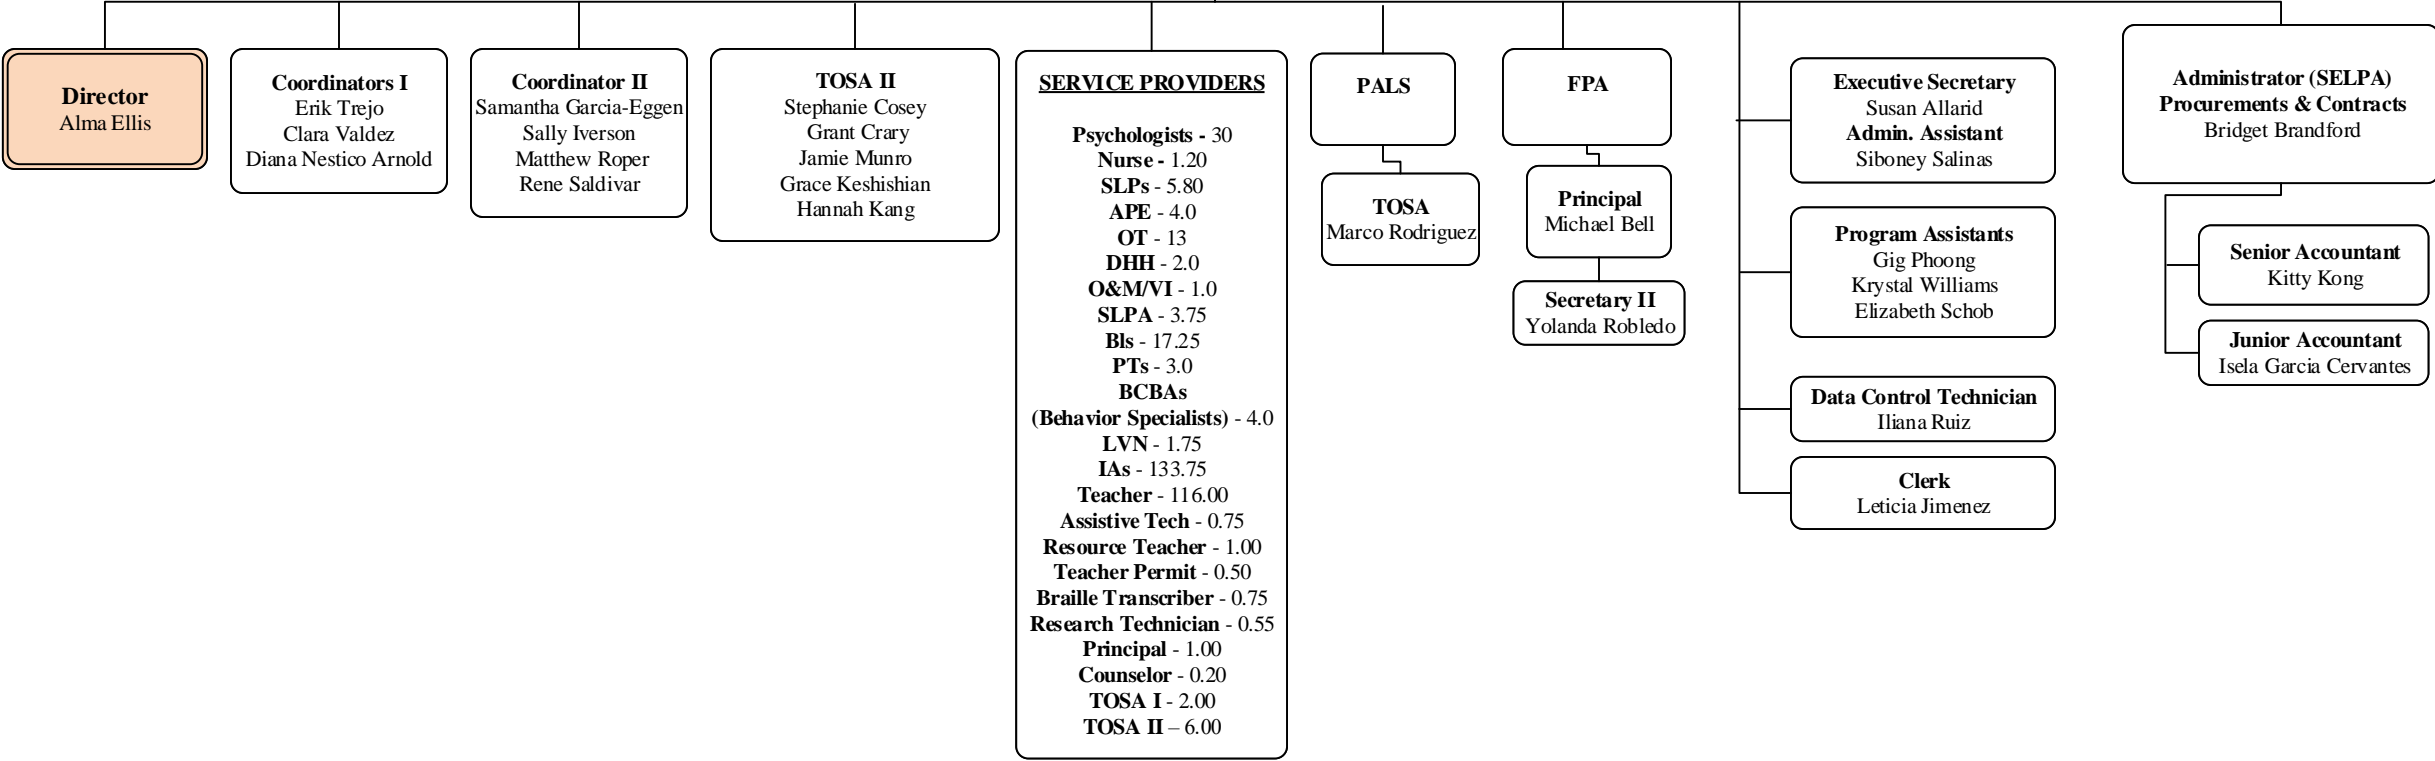 Director
Alma Ellis
Coordinators I
Erik Trejo
Clara Valdez
Diana Nestico Arnold
Coordinator II
Samantha Garcia-Eggen
Sally Iverson
Matthew Roper
Rene Saldivar
TOSA II
Stephanie Cosey
Grant Crary
Jamie Munro
Grace Keshishian
Hannah Kang
SERVICE PROVIDERS
Psychologists - 30
Nurse - 1.20
SLPs - 5.80
APE - 4.0
OT - 13
DHH - 2.0
O&M/VI - 1.0
SLPA - 3.75
BIs - 17.25
PTs - 3.0
BCBAs
(Behavior Specialists) - 4.0
LVN - 1.75
IAs - 133.75
Teacher - 116.00
Assistive Tech - 0.75
Resource Teacher - 1.00
Teacher Permit - 0.50
Braille Transcriber - 0.75
Research Technician - 0.55
Principal - 1.00
Counselor - 0.20
TOSA I - 2.00
TOSA II – 6.00
PALS
TOSA
Marco Rodriguez
FPA
Principal
Michael Bell
Secretary II
Yolanda Robledo
Executive Secretary
Susan Allarid
Admin. Assistant
Siboney Salinas
Program Assistants
Gig Phoong
Krystal Williams
Elizabeth Schob
Data Control Technician
Iliana Ruiz
Clerk
Leticia Jimenez
Administrator (SELPA)
Procurements & Contracts
Bridget Brandford
Senior Accountant
Kitty Kong
Junior Accountant
Isela Garcia Cervantes